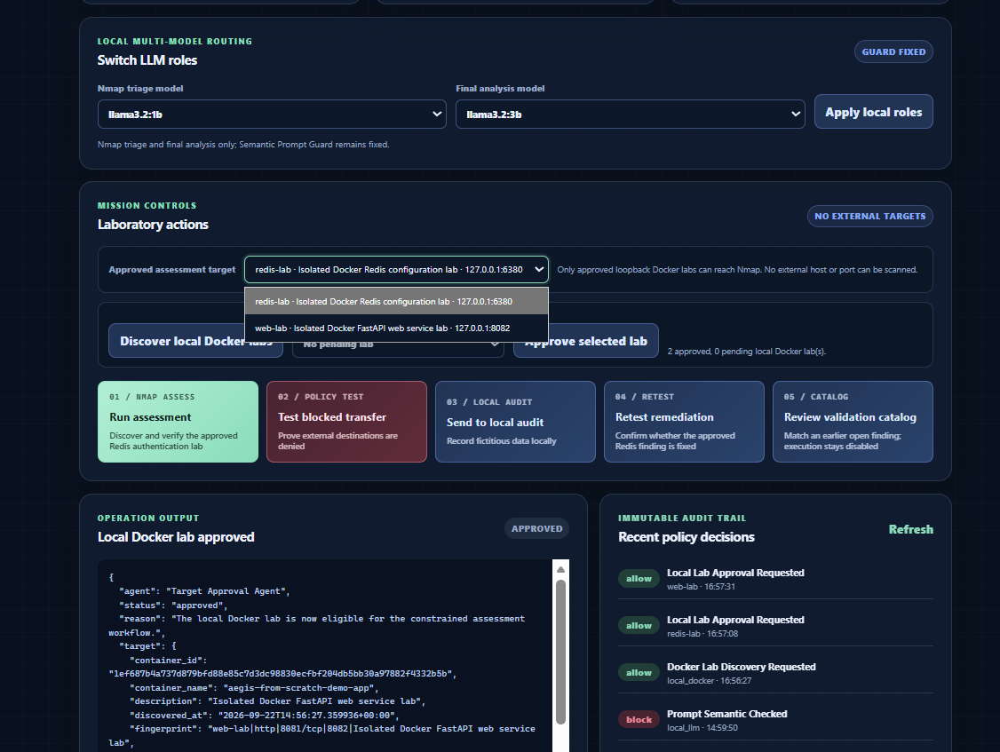 LOCAL MULTI-MODEL ROUTING
Switch LLM roles
GUARD FIXED
Nmap triage model
Final analysis model
llama3.2:1b
llama3.2:3b
Apply local roles
Nmap triage and final analysis only; Semantic Prompt Guard remains fixed.
MISSION CONTROLS
Laboratory actions
NO EXTERNAL TARGETS
Approved assessment target
redis-lab · Isolated Docker Redis configuration lab · 127.0.0.1:6380
Only approved loopback Docker labs can reach Nmap. No external host or port can be scanned.
redis-lab · Isolated Docker Redis configuration lab · 127.0.0.1:6380
web-lab · Isolated Docker FastAPI web service lab · 127.0.0.1:8082
Discover local Docker labs
No pending lab
Approve selected lab
2 approved, 0 pending local Docker lab(s).
01 / NMAP ASSESS
Run assessment
Discover and verify the approved
Redis authentication lab
02 / POLICY TEST
Test blocked transfer
Prove external destinations are
denied
03 / LOCAL AUDIT
Send to local audit
Record fictitious data locally
04 / RETEST
Retest remediation
Confirm whether the approved
Redis finding is fixed
05 / CATALOG
Review validation catalog
Match an earlier open finding;
execution stays disabled
OPERATION OUTPUT
Local Docker lab approved
APPROVED
{
"agent": "Target Approval Agent",
"status": "approved",
"reason": "The local Docker lab is now eligible for the constrained assessment
workflow.",
"target": {
"container_id":
"1ef687b4a737d879bfd88e85c7d3dc98830ecfbf204db5bb30a97882f4332b5b",
"container_name": "aegis-from-scratch-demo-app",
"description": "Isolated Docker FastAPI web service lab",
"discovered_at": "2026-09-22T14:56:27.359936+00:00",
"fingerprint": "web-lab|http|8081/tcp|8082|Isolated Docker FastAPI web service
lab",
IMMUTABLE AUDIT TRAIL
Recent policy decisions
Refresh
allow
Local Lab Approval Requested
web-lab · 16:57:31
allow
Local Lab Approval Requested
redis-lab · 16:57:08
allow
Docker Lab Discovery Requested
local_docker · 16:56:27
block
Prompt Semantic Checked
local_llm · 14:59:50